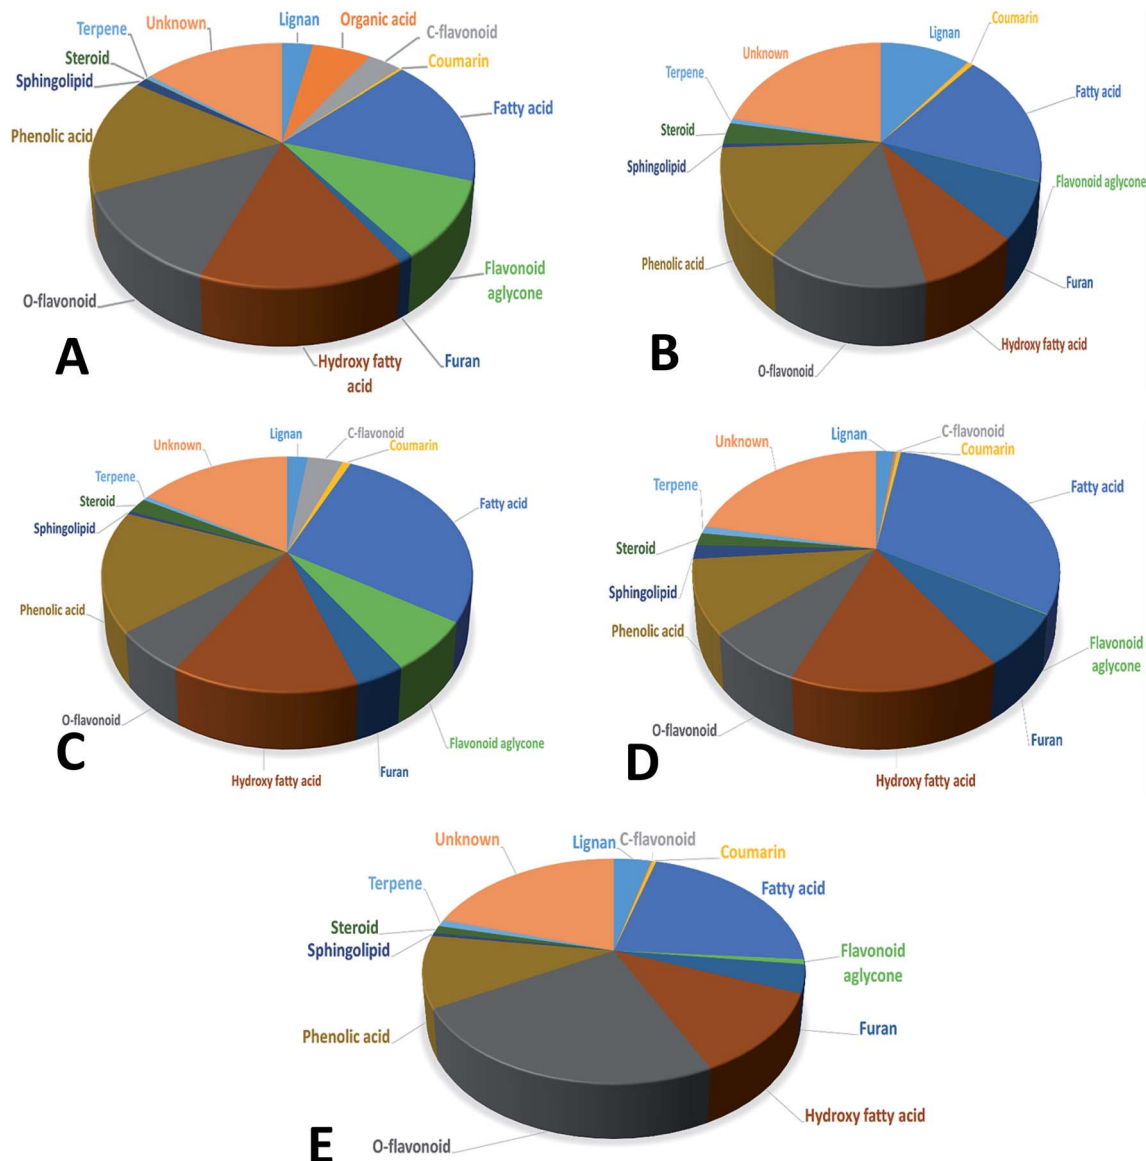 Lignan
Organic acid
C-flavonoid
Coumarin
Fatty acid
Flavonoid
aglycone
Furan
Hydroxy fatty
acid
O-flavonoid
Phenolic acid
Sphingolipid
Steroid
Terpene
Unknown
A
Lignan
Coumarin
Fatty acid
Flavonoid aglycone
Furan
Hydroxy fatty acid
O-flavonoid
Phenolic acid
Sphingolipid
Steroid
Terpene
Unknown
B
Lignan
C-flavonoid
Coumarin
Fatty acid
Flavonoid aglycone
Furan
Hydroxy fatty acid
O-flavonoid
Phenolic acid
Sphingolipid
Steroid
Terpene
Unknown
C
Lignan
C-flavonoid
Coumarin
Fatty acid
Flavonoid
aglycone
Furan
Hydroxy fatty acid
O-flavonoid
Phenolic acid
Sphingolipid
Steroid
Terpene
Unknown
D
Lignan
C-flavonoid
Coumarin
Fatty acid
Flavonoid
aglycone
Furan
Hydroxy fatty acid
O-flavonoid
Phenolic acid
Sphingolipid
Steroid
Terpene
Unknown
E